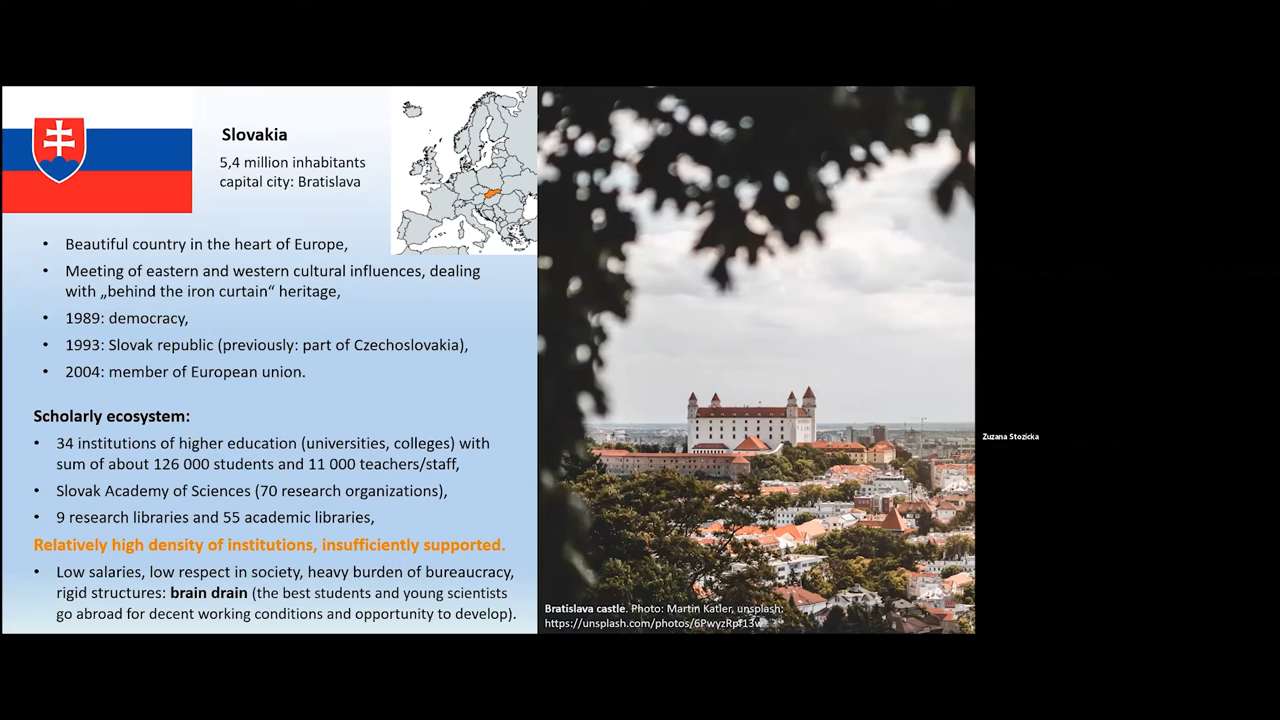 Slovakia
5,4 million inhabitants
capital city: Bratislava
• Beautiful country in the heart of Europe,
• Meeting of eastern and western cultural influences, dealing
with „behind the iron curtain“ heritage,
• 1989: democracy,
• 1993: Slovak republic (previously: part of Czechoslovakia),
• 2004: member of European union.
Scholarly ecosystem:
• 34 institutions of higher education (universities, colleges) with
sum of about 126 000 students and 11 000 teachers/staff,
• Slovak Academy of Sciences (70 research organizations),
• 9 research libraries and 55 academic libraries,
Relatively high density of institutions, insufficiently supported.
• Low salaries, low respect in society, heavy burden of bureaucracy,
rigid structures: brain drain (the best students and young scientists
go abroad for decent working conditions and opportunity to develop).
Bratislava castle. Photo: Martin Katler, unsplash:
Zuzana Stozicka